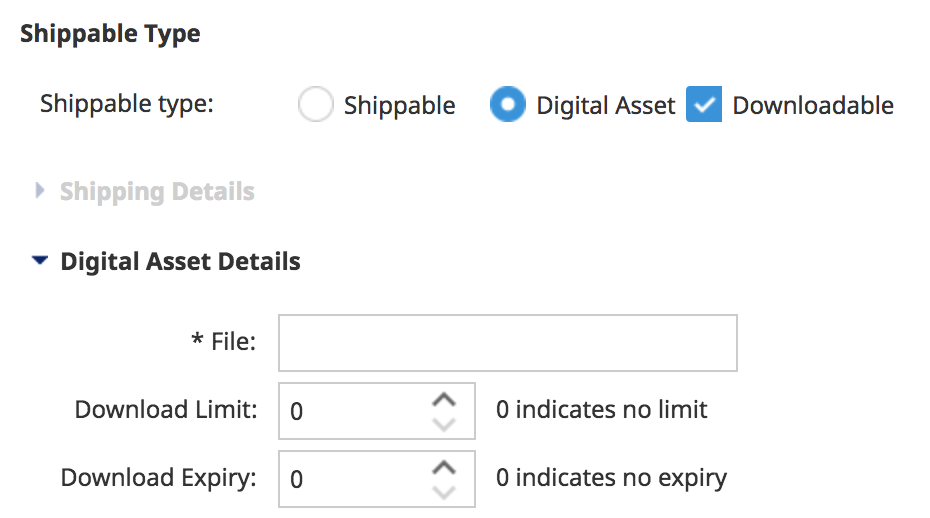 Shippable Type
Shippable type: Shippable Digital Asset Downloadable
Shipping Details
Digital Asset Details
* File:
Download Limit: 0 0 indicates no limit
Download Expiry: 0 0 indicates no expiry